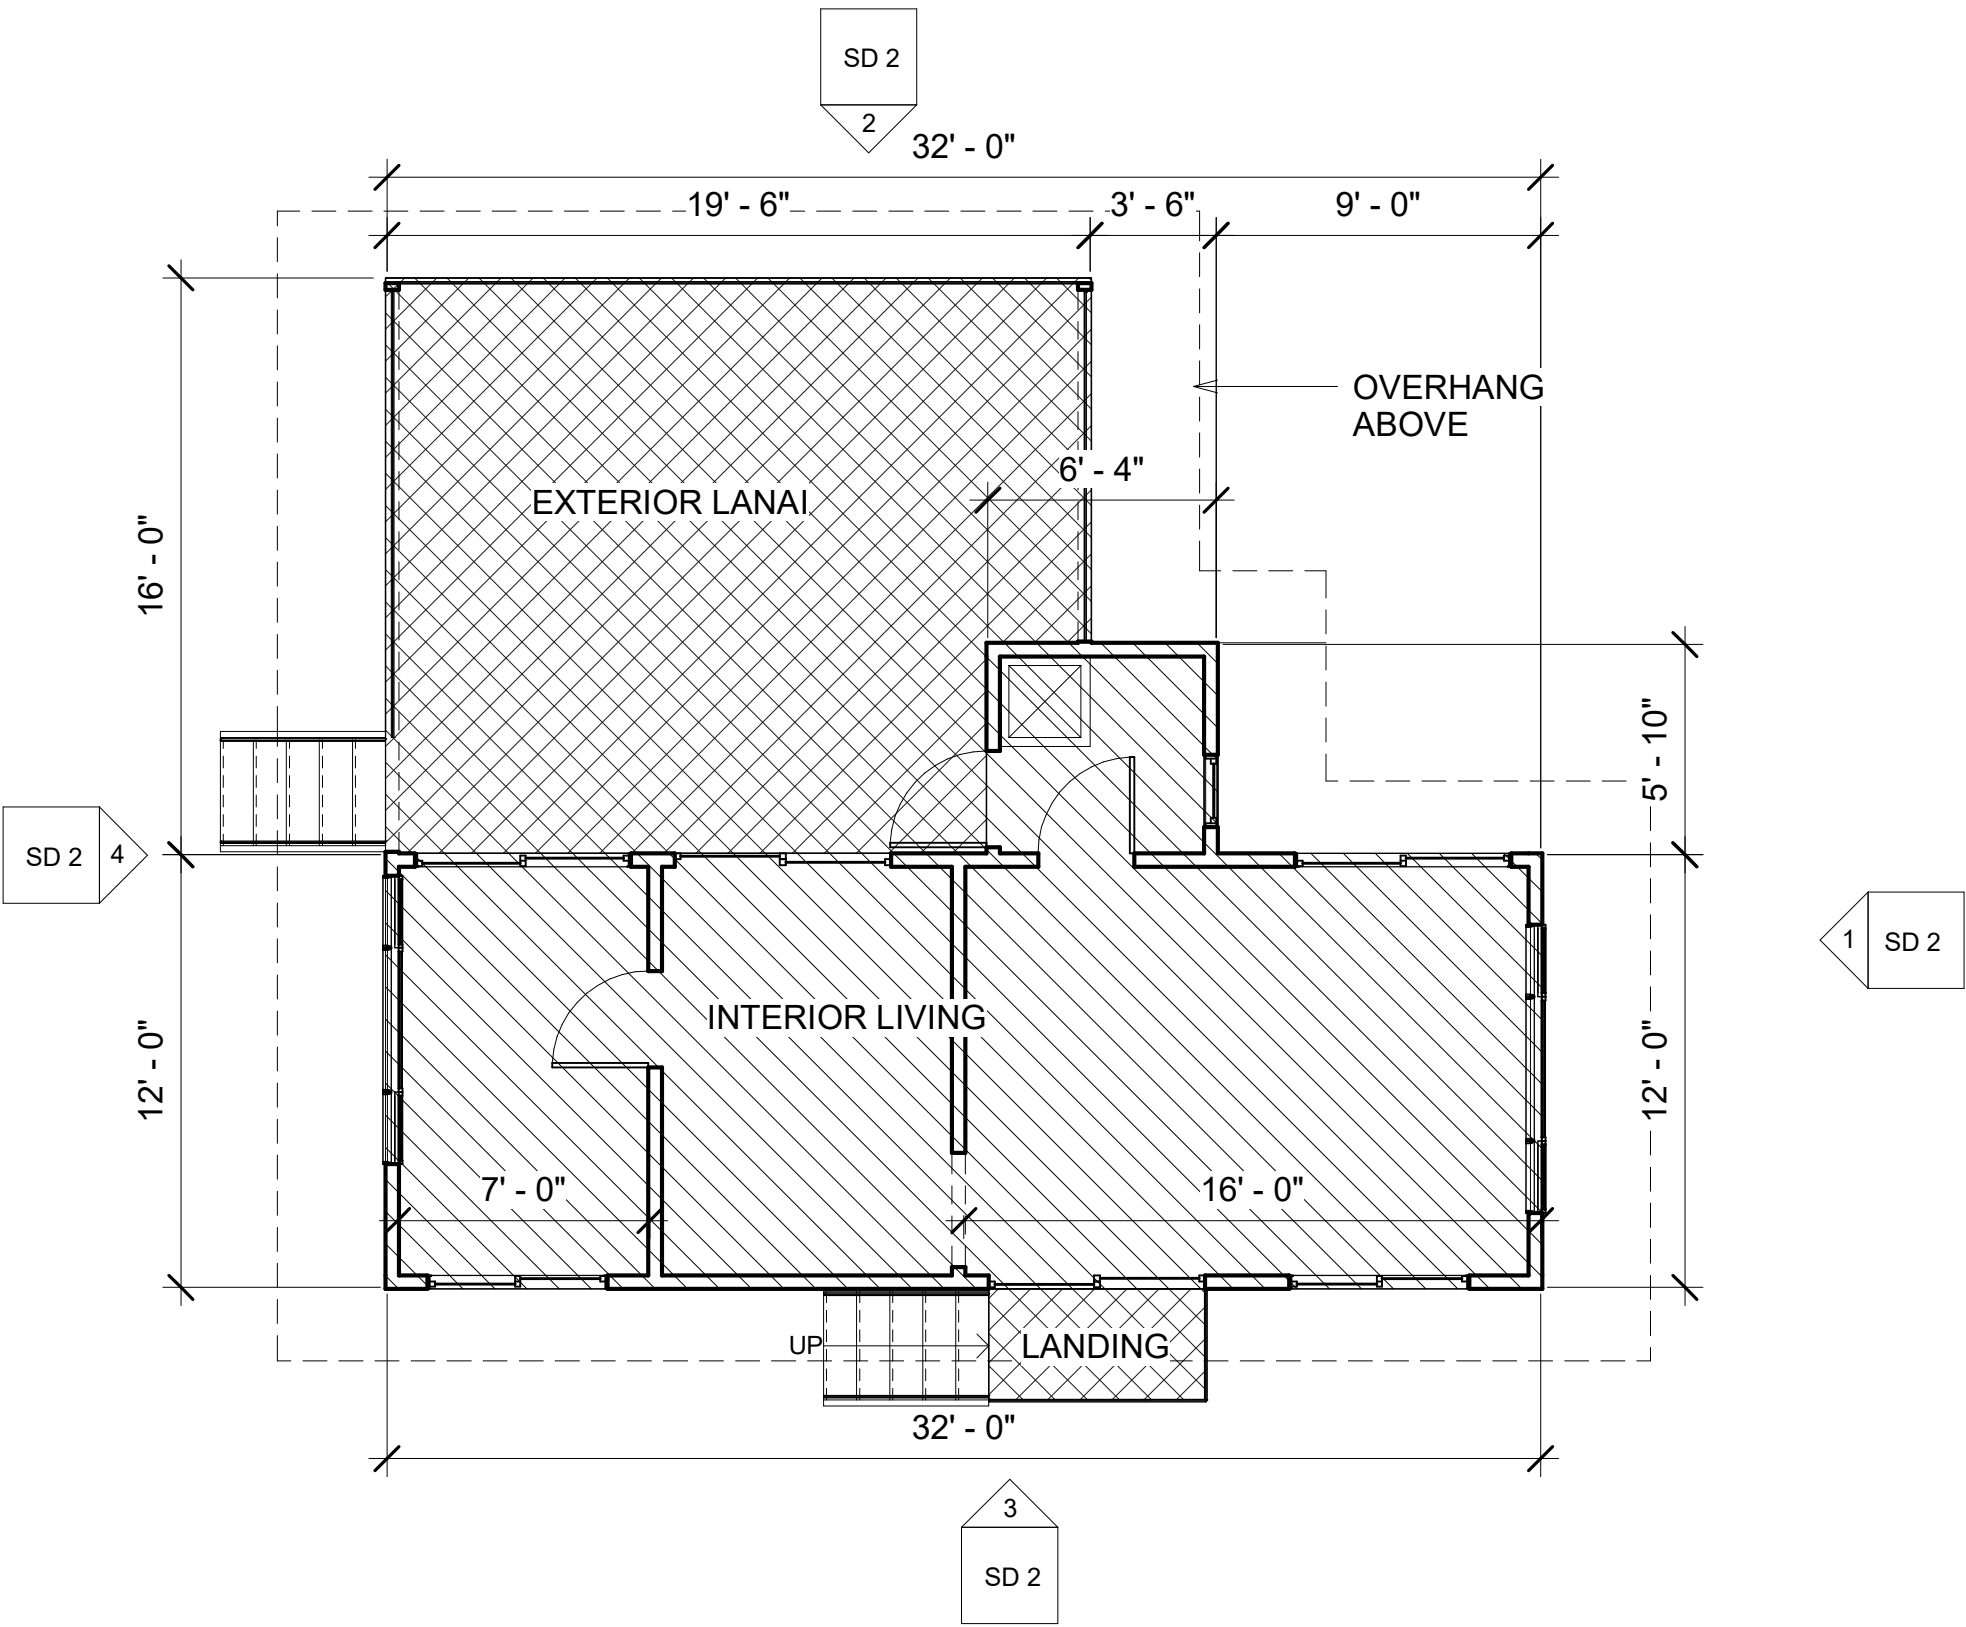 SD 2
2
32' - 0"
19' - 6"
3' - 6"
9' - 0"
OVERHANG
ABOVE
6' - 4"
EXTERIOR LANAI
16' - 0"
5' - 10"
SD 2
4
1
SD 2
INTERIOR LIVING
12' - 0"
12' - 0"
7' - 0"
16' - 0"
UP
LANDING
32' - 0"
3
SD 2